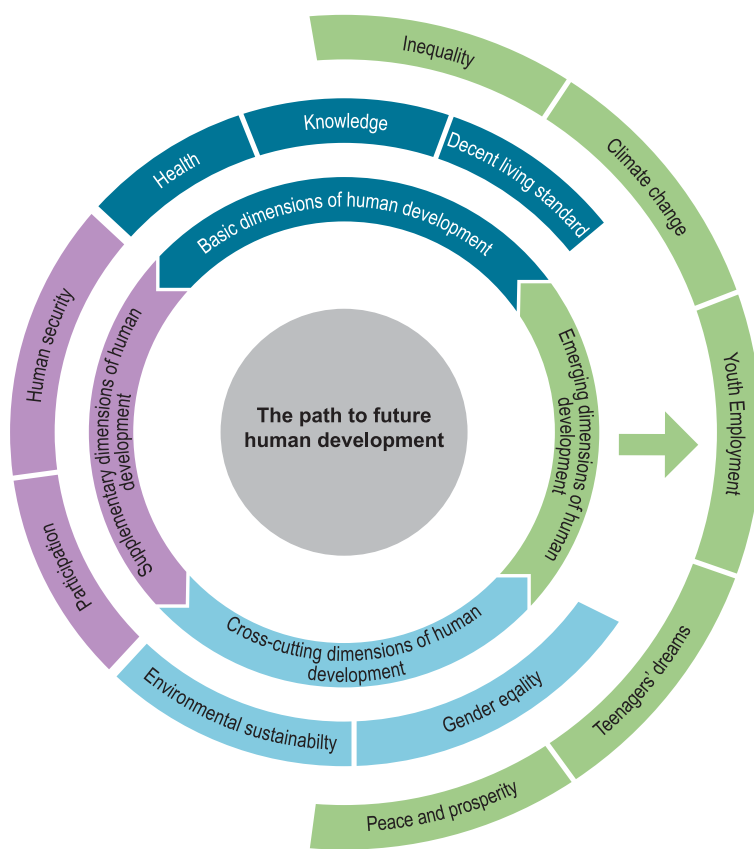 Inequality
Climate change
Youth Employment
Teenagers' dreams
Peace and prosperity
Health
Knowledge
Decent living standard
Human security
Participation
Environmental sustainabilty
Gender eqality
Basic dimensions of human development
Emerging dimensions of human
development
Cross-cutting dimensions of human
development
Supplementary dimensions of human
development
The path to future
human development